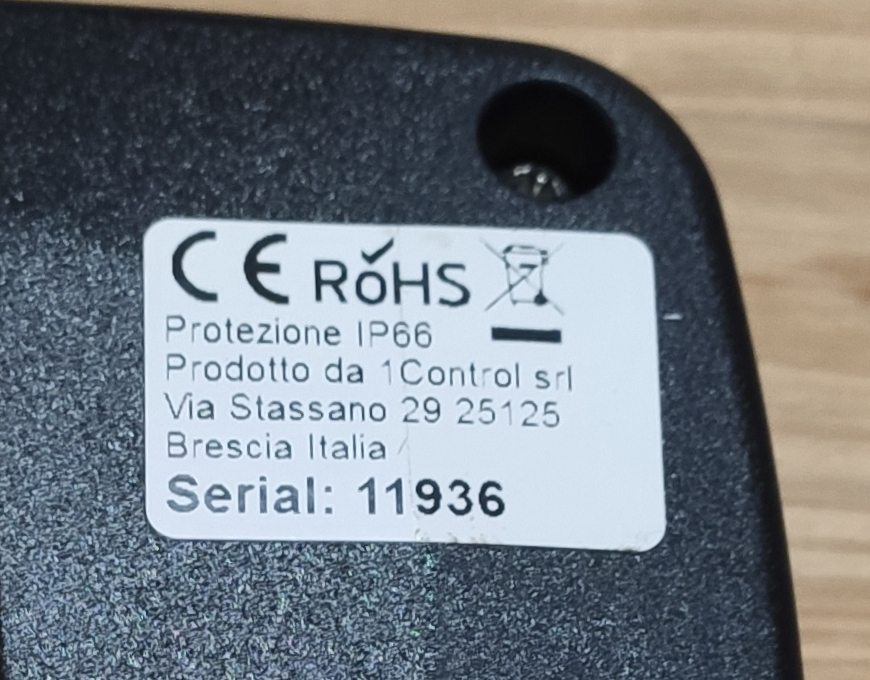 CE RoHS
Protezione IP66
Prodotto da 1Control srl
Via Stassano 29 25125
Brescia Italia
Serial: 11936